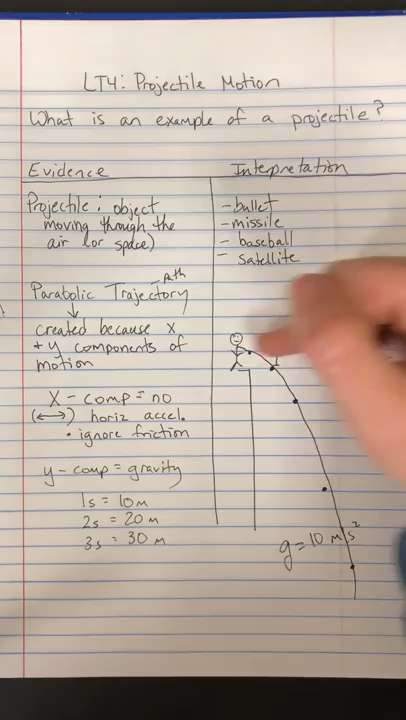 LT4: Projectile Motion
What is an example of a projectile?
Evidence
Projectile: object
moving through the
air (or space)
Path
Parabolic Trajectory
↓
created because x
+ y components of
motion
X - comp = no
(↔) horiz accel.
• ignore friction
y - comp = gravity
1s = 10m
2s = 20m
3s = 30m
Interpretation
- bullet
- missile
- baseball
- satellite
g = 10 m/s²